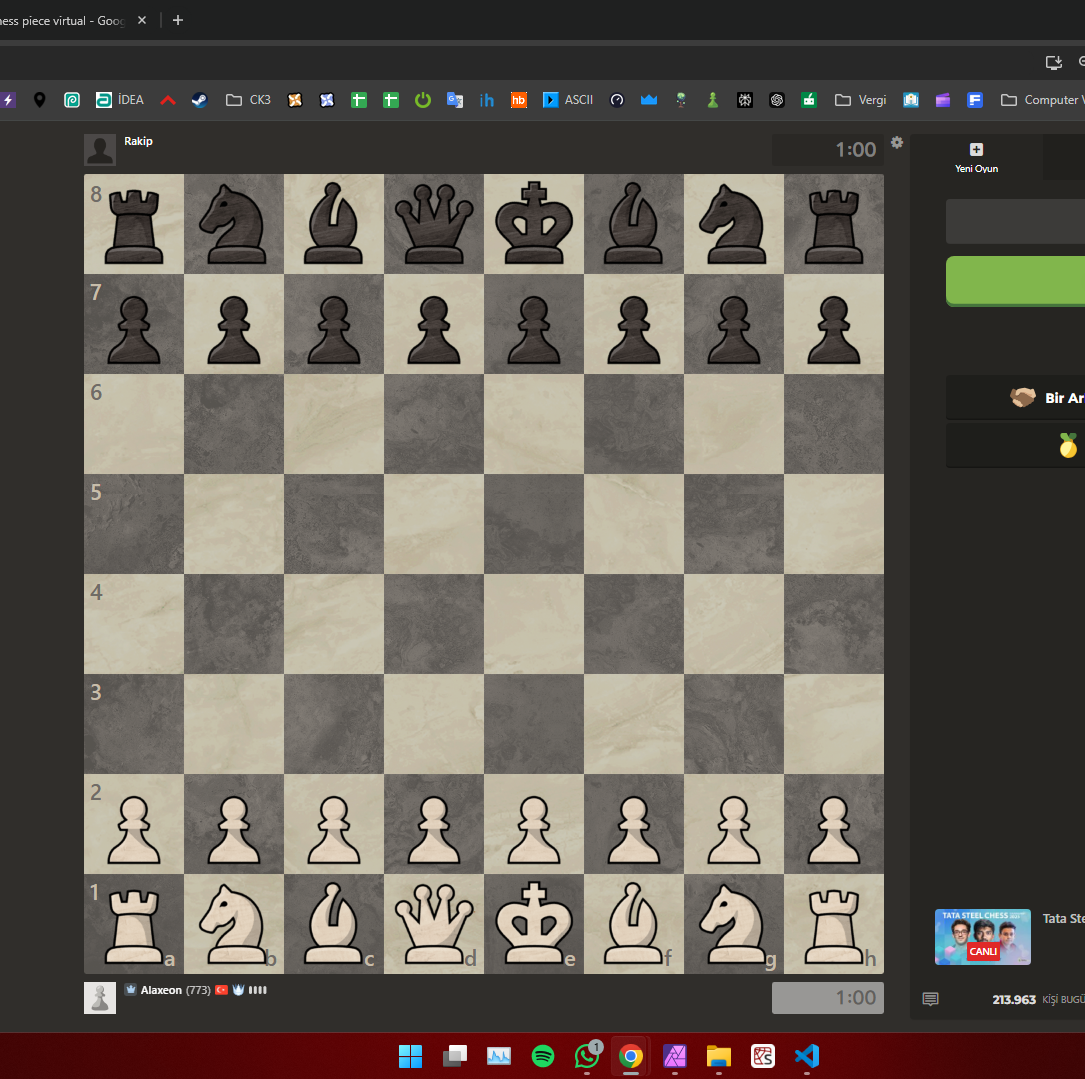 ness piece virtual - Goo
İDEA
CK3
ih
hb
ASCII
Vergi
Computer V
Rakip
1:00
Yeni Oyun
8
7
6
5
4
3
2
1
a b c d e f g h
Bir Ar
TATA STEEL CHESS
CANLI
Tata Ste
Alaxeon (773)
1:00
213.963 KİŞİ BUGÜ
1